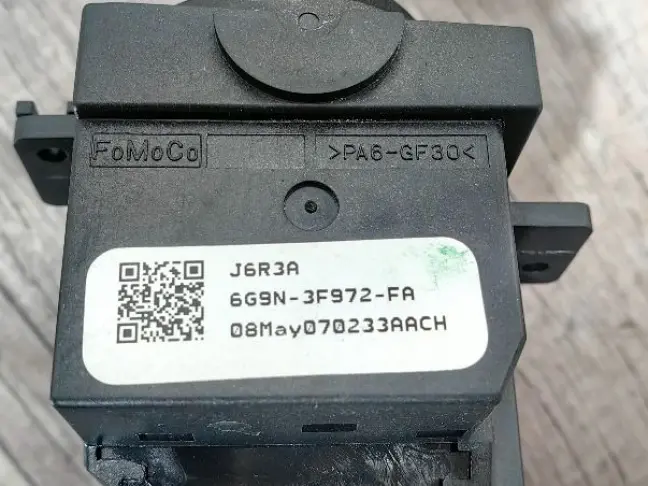 FoMoCo >PA6-GF30<
J6R3A
6G9N-3F972-FA
08May070233AACH